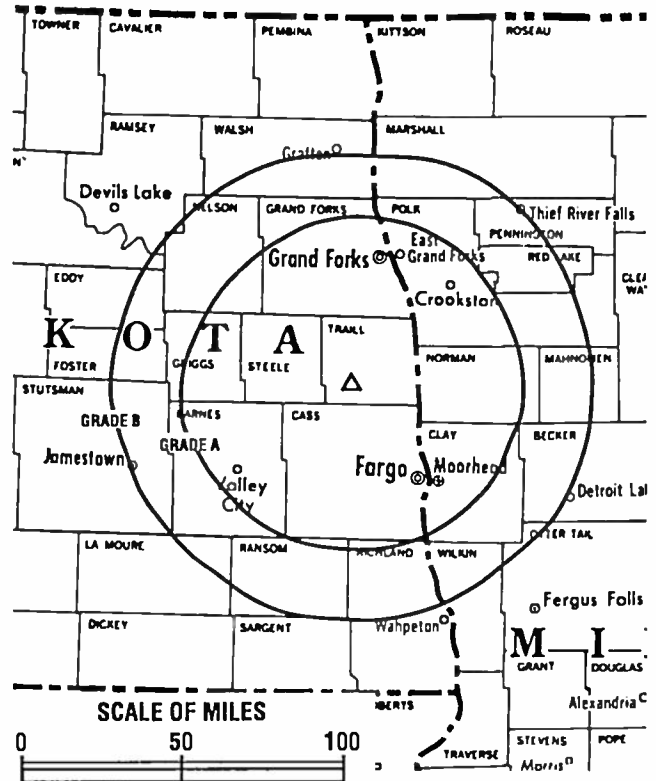 TOWNER
CAVALIER
PEMBINA
KITTSON
ROSEAU
RAMSEY
WALSH
MARSHALL
Grafton
Devils Lake
NELSON
GRAND FORKS
POLK
Thief River Falls
PENNINGTON
East
Grand Forks
Grand Forks
RED LAKE
EDDY
Crookston
K O T A
TRAILL
FOSTER
GRIGGS
STEELE
NORMAN
MAHNOMEN
STUTSMAN
BARNES
CASS
GRADE B
GRADE A
CLAY
BECKER
Jamestown
Valley
City
Fargo
Moorhead
Detroit Lal
LA MOURE
RANSOM
RICHLAND
WILKIN
OTTER TAIL
Fergus Falls
DICKEY
SARGENT
Wahpeton
M I
GRANT
DOUGLAS
Alexandria
SCALE OF MILES
STEVENS
POPE
0 50 100
TRAVERSE
Morris